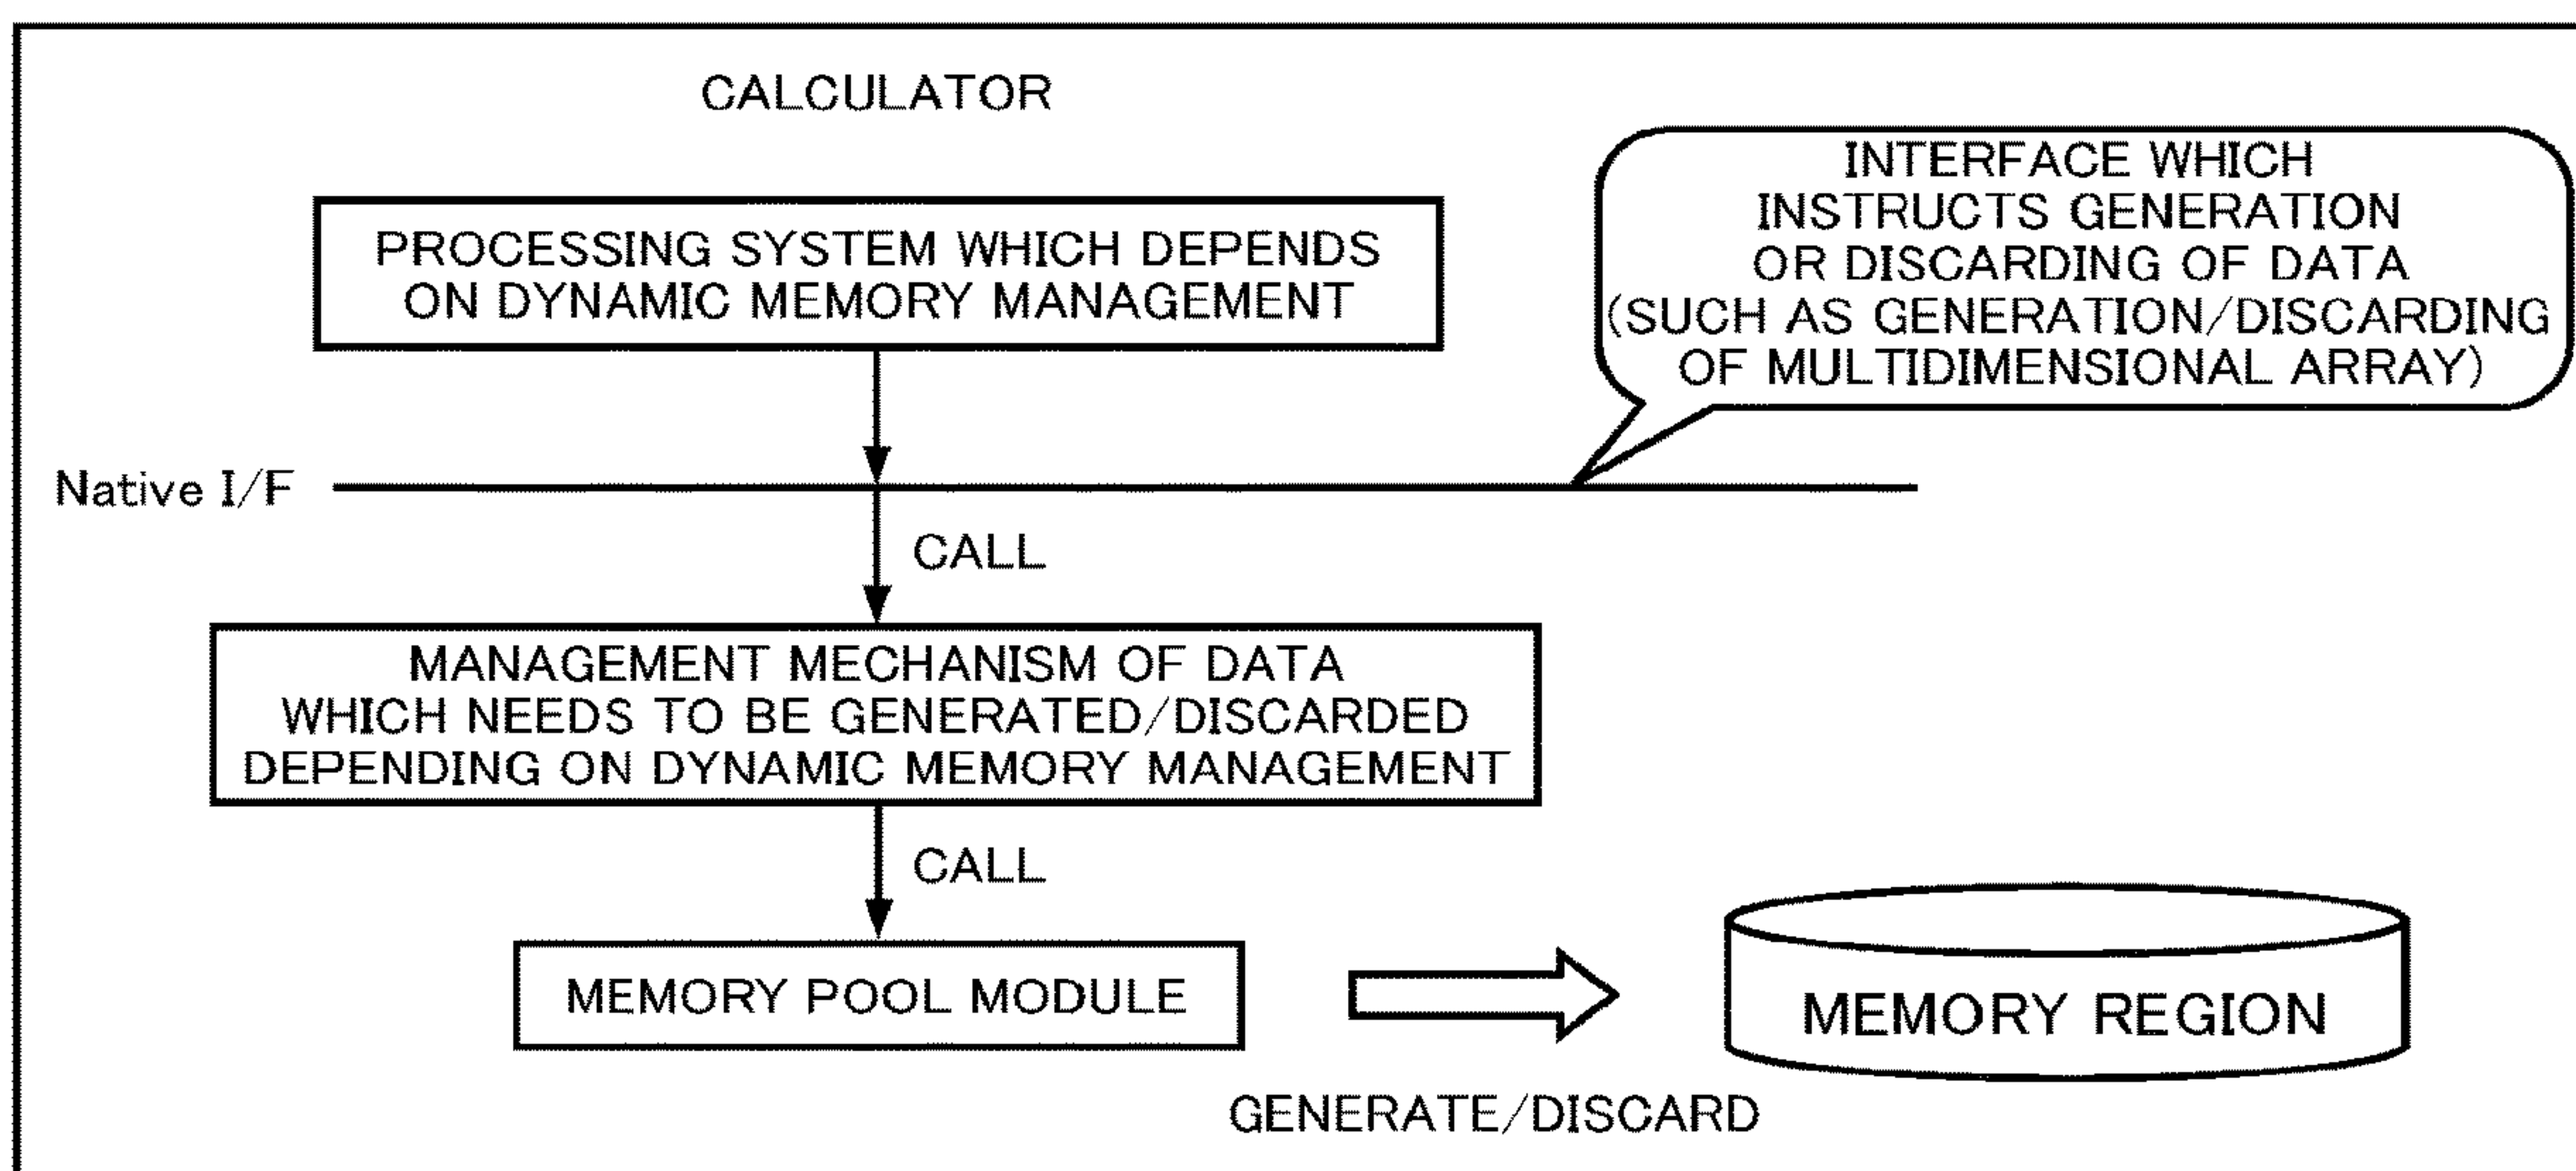 CALCULATOR
PROCESSING SYSTEM WHICH DEPENDS
ON DYNAMIC MEMORY MANAGEMENT
INTERFACE WHICH
INSTRUCTS GENERATION
OR DISCARDING OF DATA
(SUCH AS GENERATION/DISCARDING
OF MULTIDIMENSIONAL ARRAY)
Native I/F
CALL
MANAGEMENT MECHANISM OF DATA
WHICH NEEDS TO BE GENERATED/DISCARDED
DEPENDING ON DYNAMIC MEMORY MANAGEMENT
CALL
MEMORY POOL MODULE
MEMORY REGION
GENERATE/DISCARD